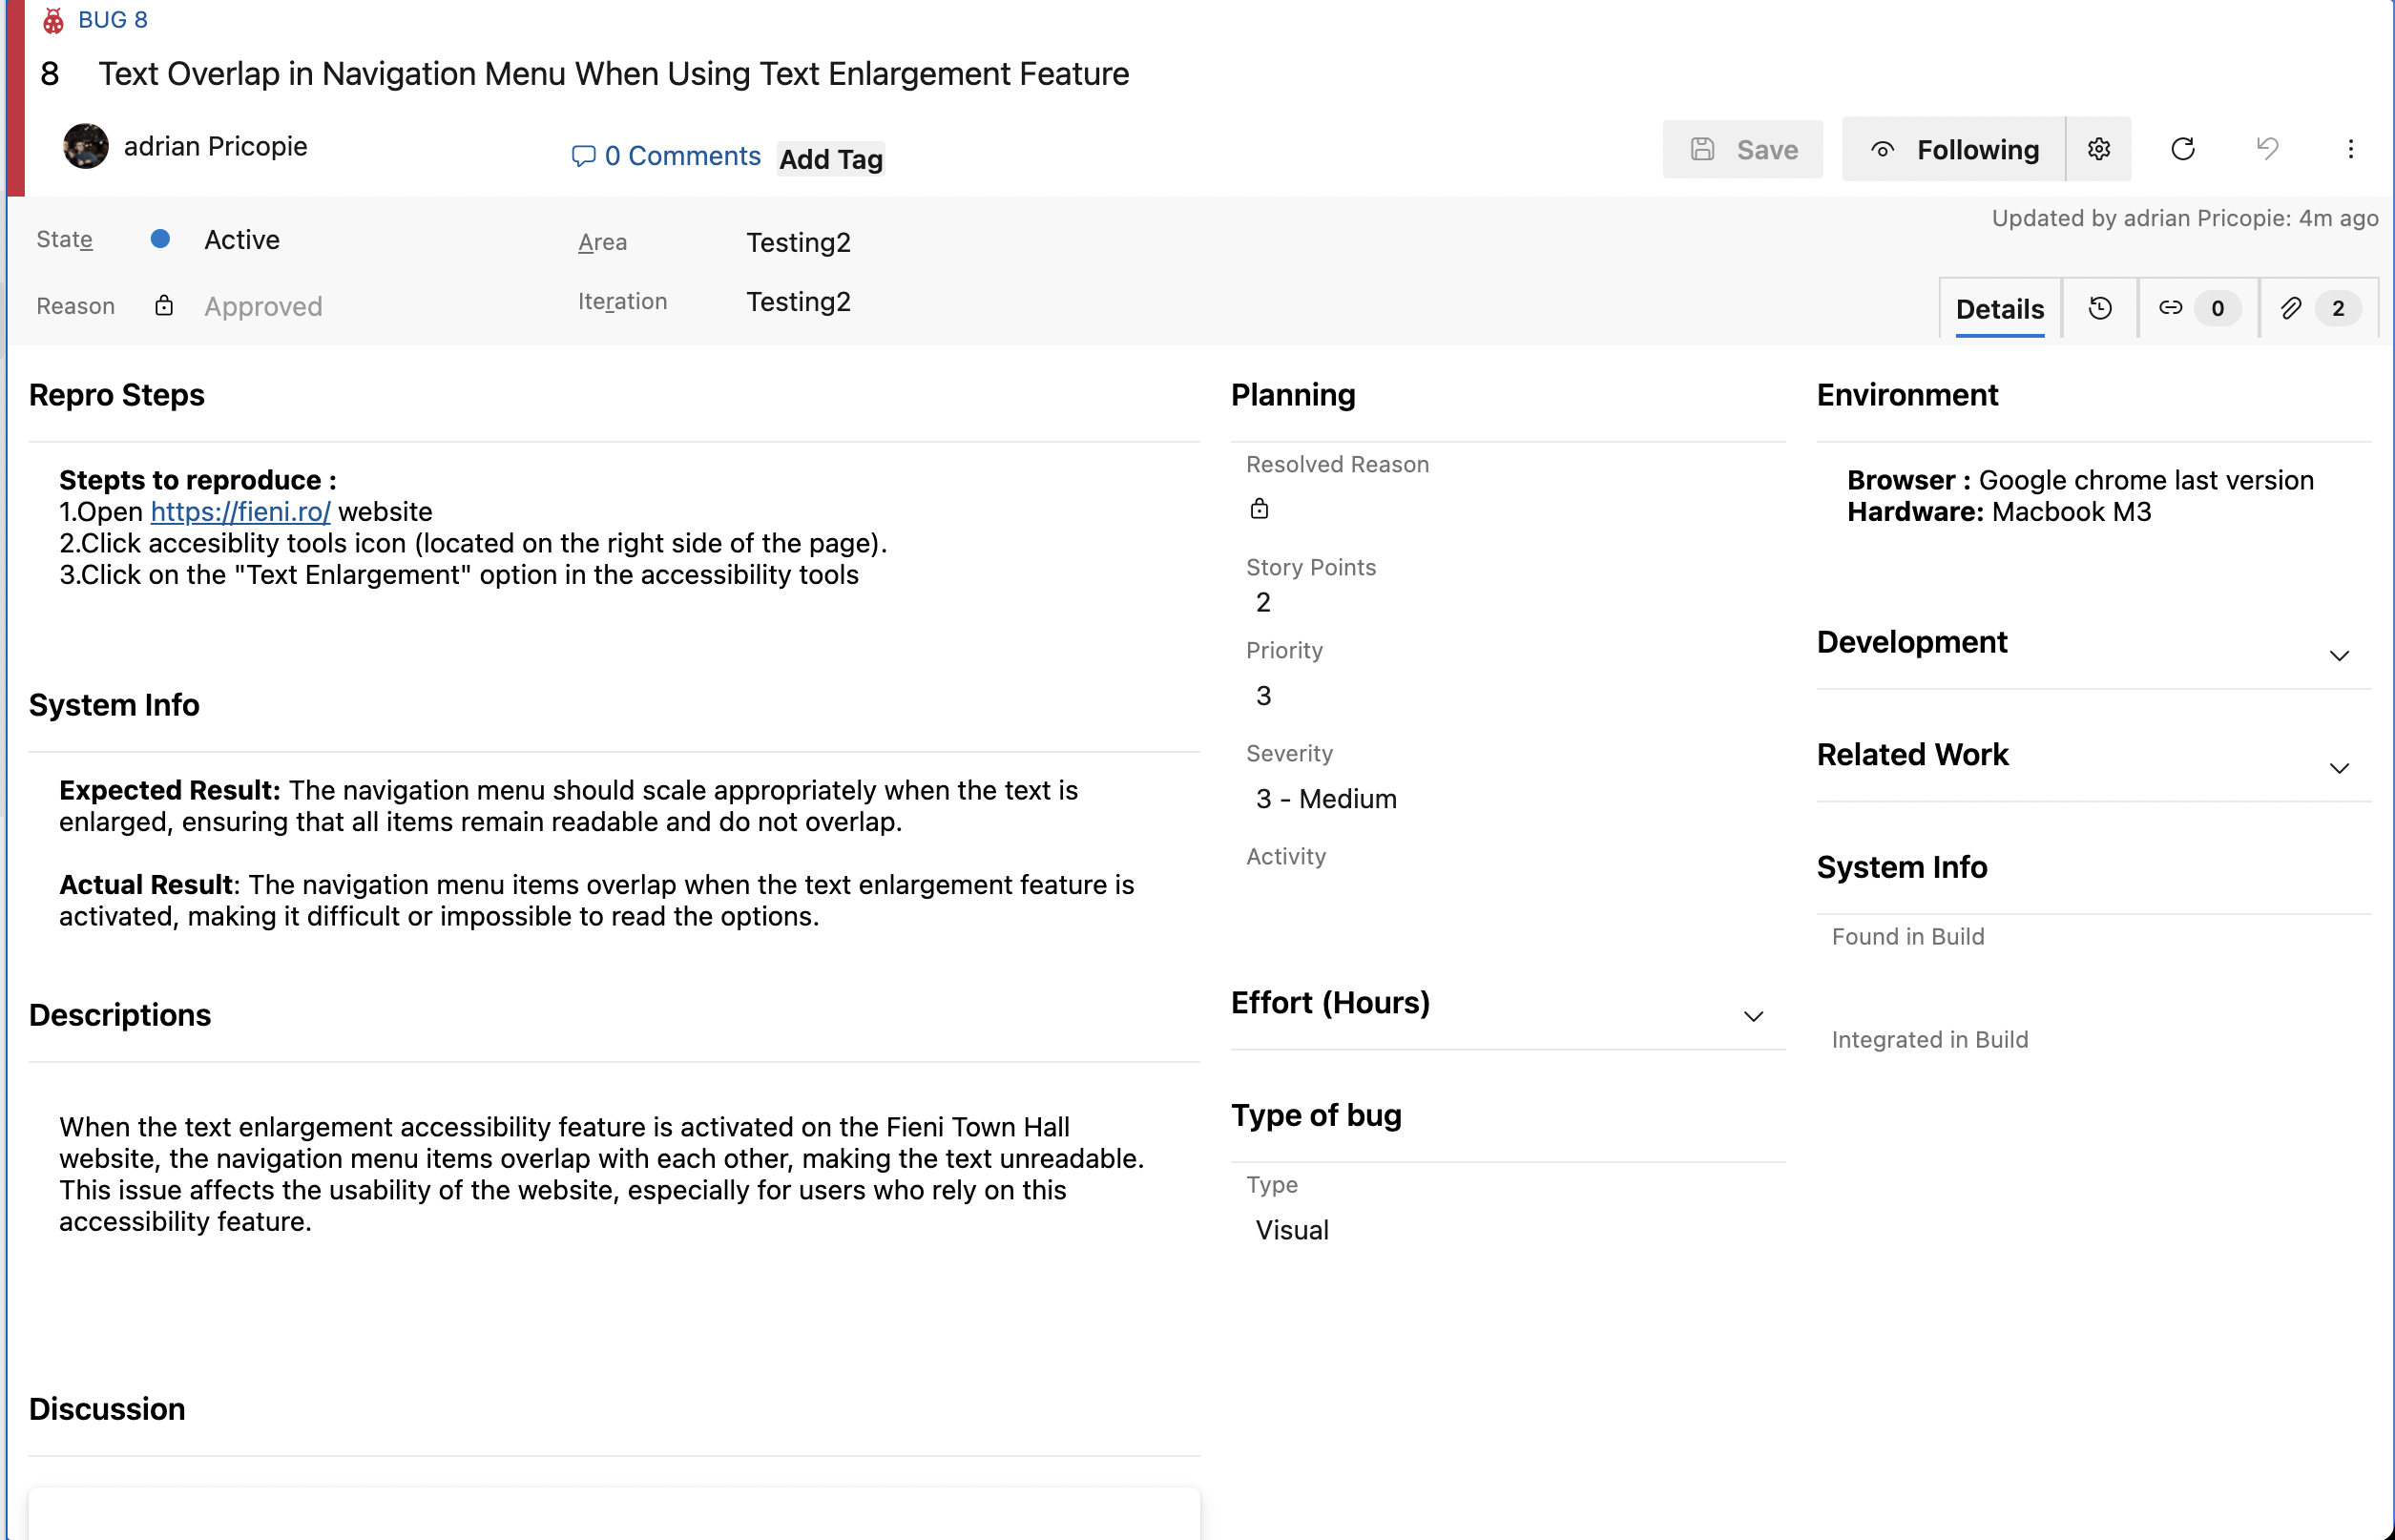 BUG 8
8 Text Overlap in Navigation Menu When Using Text Enlargement Feature
adrian Pricopie
0 Comments
Add Tag
Save
Following
State
Active
Area
Testing2
Updated by adrian Pricopie: 4m ago
Reason
Approved
Iteration
Testing2
Details
0
2
Repro Steps
Stepts to reproduce :
1.Open https://fieni.ro/ website
2.Click accesiblity tools icon (located on the right side of the page).
3.Click on the "Text Enlargement" option in the accessibility tools
System Info
Expected Result: The navigation menu should scale appropriately when the text is
enlarged, ensuring that all items remain readable and do not overlap.
Actual Result: The navigation menu items overlap when the text enlargement feature is
activated, making it difficult or impossible to read the options.
Descriptions
When the text enlargement accessibility feature is activated on the Fieni Town Hall
website, the navigation menu items overlap with each other, making the text unreadable.
This issue affects the usability of the website, especially for users who rely on this
accessibility feature.
Discussion
Planning
Resolved Reason
Story Points
2
Priority
3
Severity
3 - Medium
Activity
Effort (Hours)
Type of bug
Type
Visual
Environment
Browser : Google chrome last version
Hardware: Macbook M3
Development
Related Work
System Info
Found in Build
Integrated in Build